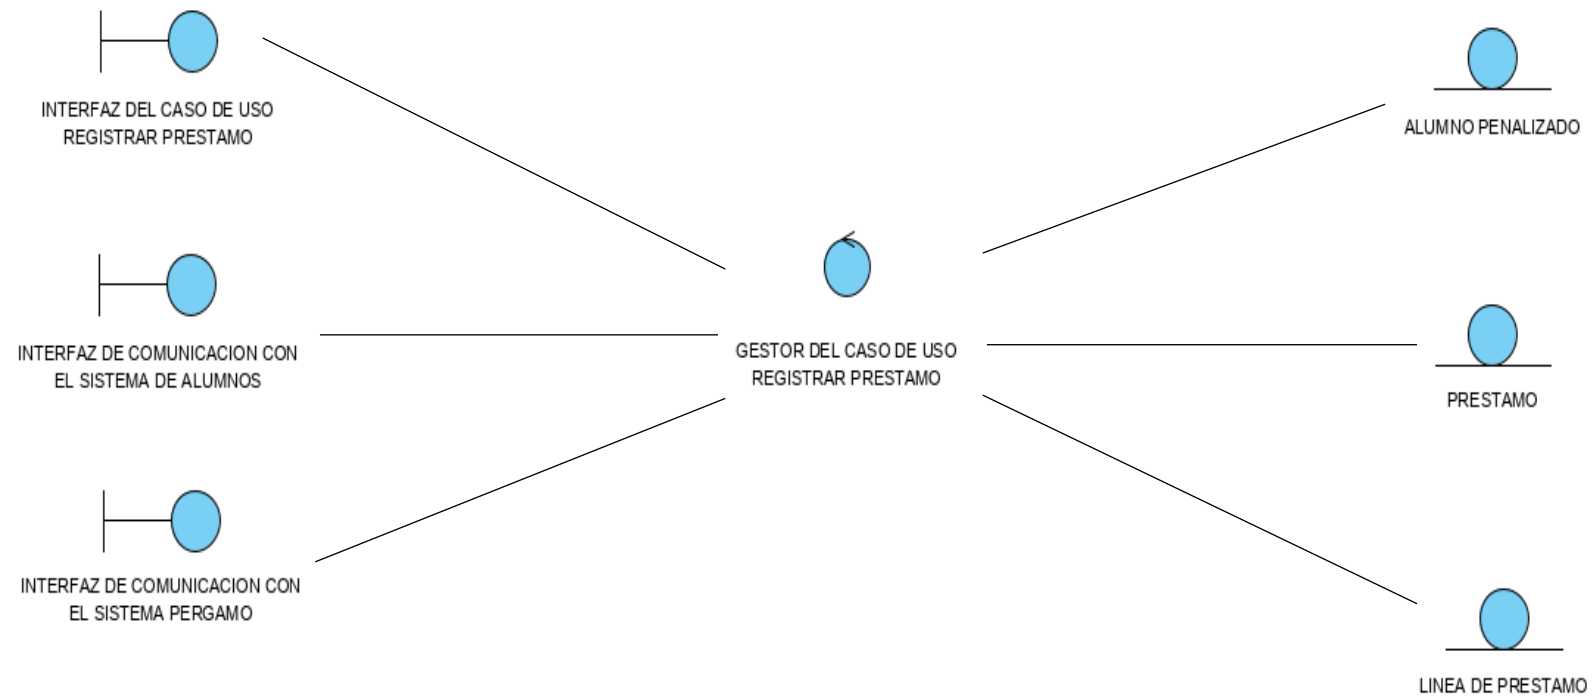 INTERFAZ DEL CASO DE USO
REGISTRAR PRESTAMO
INTERFAZ DE COMUNICACION CON
EL SISTEMA DE ALUMNOS
INTERFAZ DE COMUNICACION CON
EL SISTEMA PERGAMO
GESTOR DEL CASO DE USO
REGISTRAR PRESTAMO
ALUMNO PENALIZADO
PRESTAMO
LINEA DE PRESTAMO